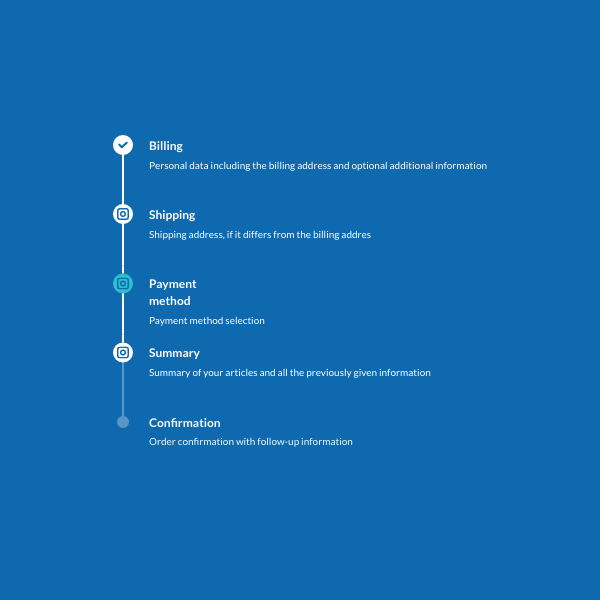 Billing
Personal data including the billing address and optional additional information
Shipping
Shipping address, if it differs from the billing addres
Payment
method
Payment method selection
Summary
Summary of your articles and all the previously given information
Confirmation
Order confirmation with follow-up information